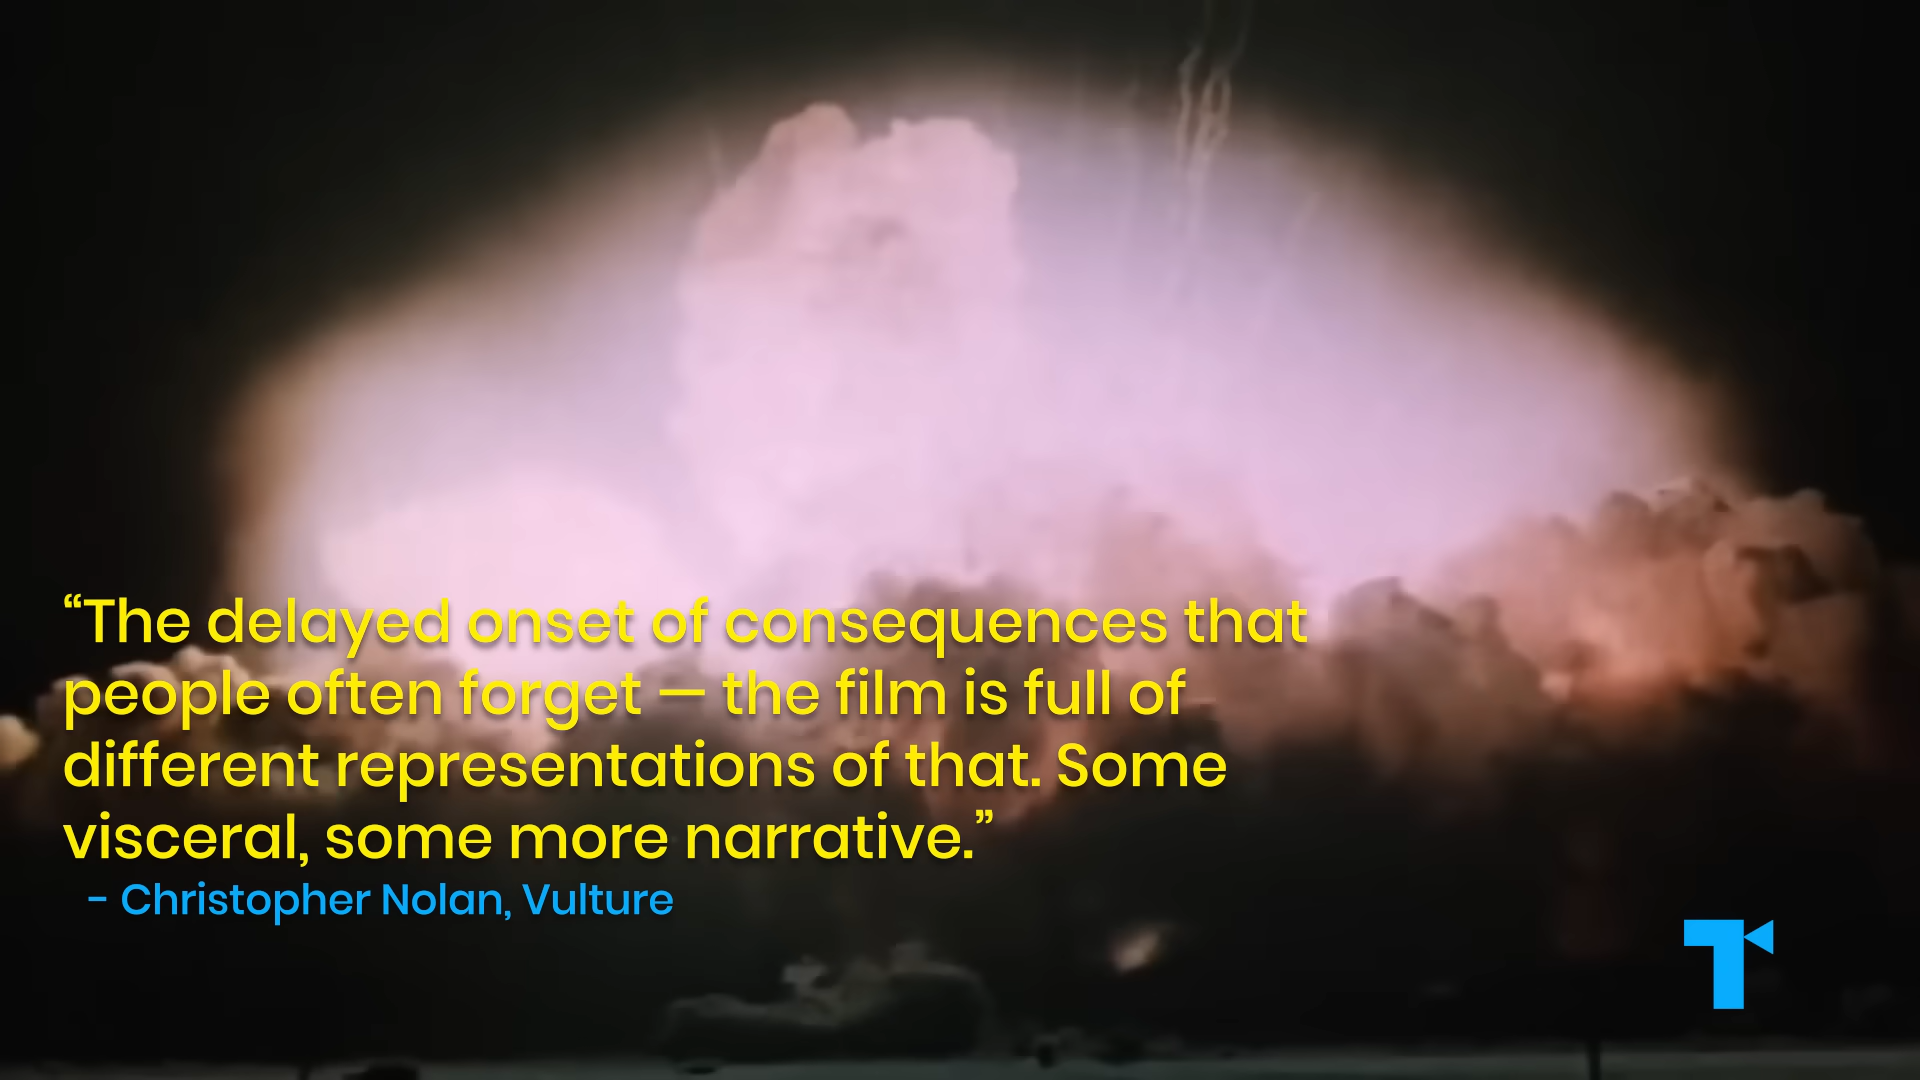 “The delayed onset of consequences that
people often forget — the film is full of
different representations of that. Some
visceral, some more narrative.”
- Christopher Nolan, Vulture